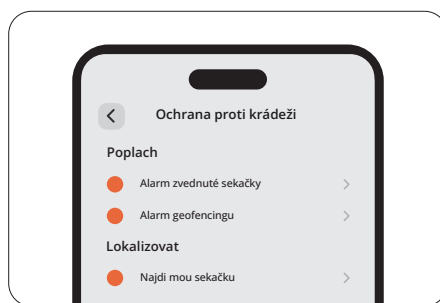 Ochrana proti krádeži
Poplach
Alarm zvednuté sekačky
Alarm geofencingu
Lokalizovat
Najdi mou sekačku